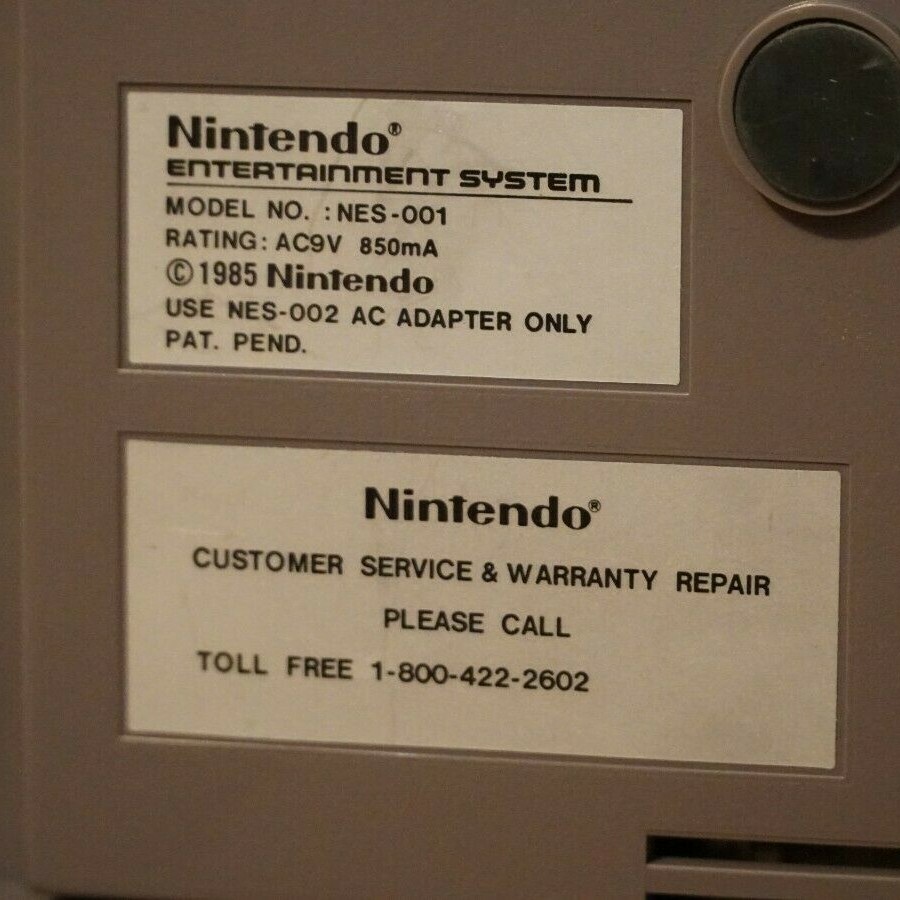 Nintendo®
ENTERTAINMENT SYSTEM
MODEL NO. : NES-001
RATING: AC9V 850mA
©1985 Nintendo
USE NES-002 AC ADAPTER ONLY
PAT. PEND.
Nintendo®
CUSTOMER SERVICE & WARRANTY REPAIR
PLEASE CALL
TOLL FREE 1-800-422-2602